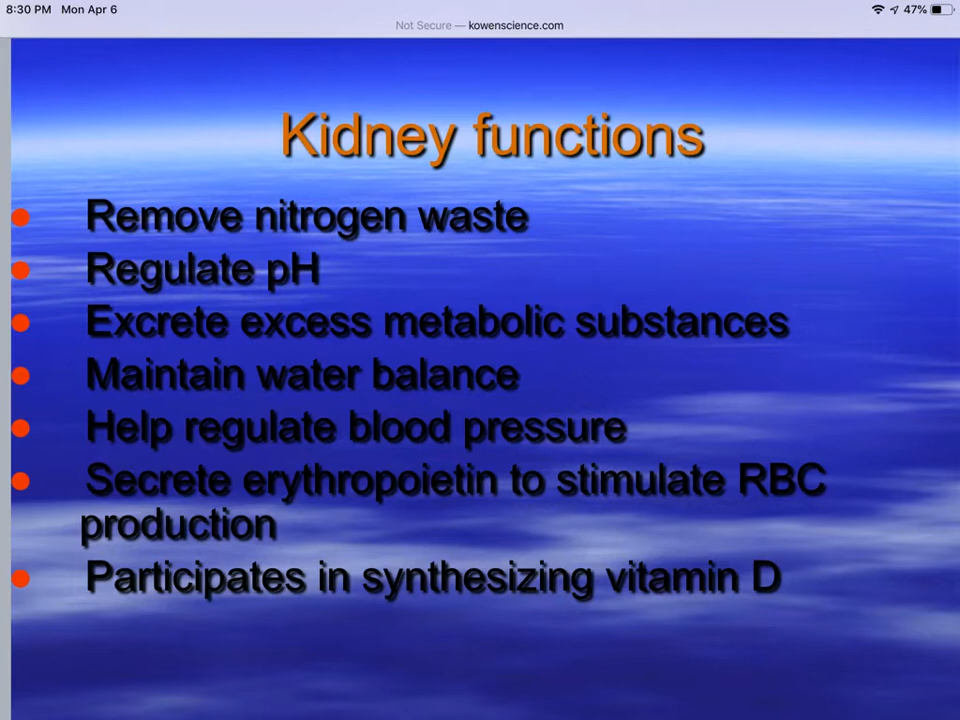 8:30 PM Mon Apr 6
47%
Not Secure — kowenscience.com
Kidney functions
Remove nitrogen waste
Regulate pH
Excrete excess metabolic substances
Maintain water balance
Help regulate blood pressure
Secrete erythropoietin to stimulate RBC
production
Participates in synthesizing vitamin D